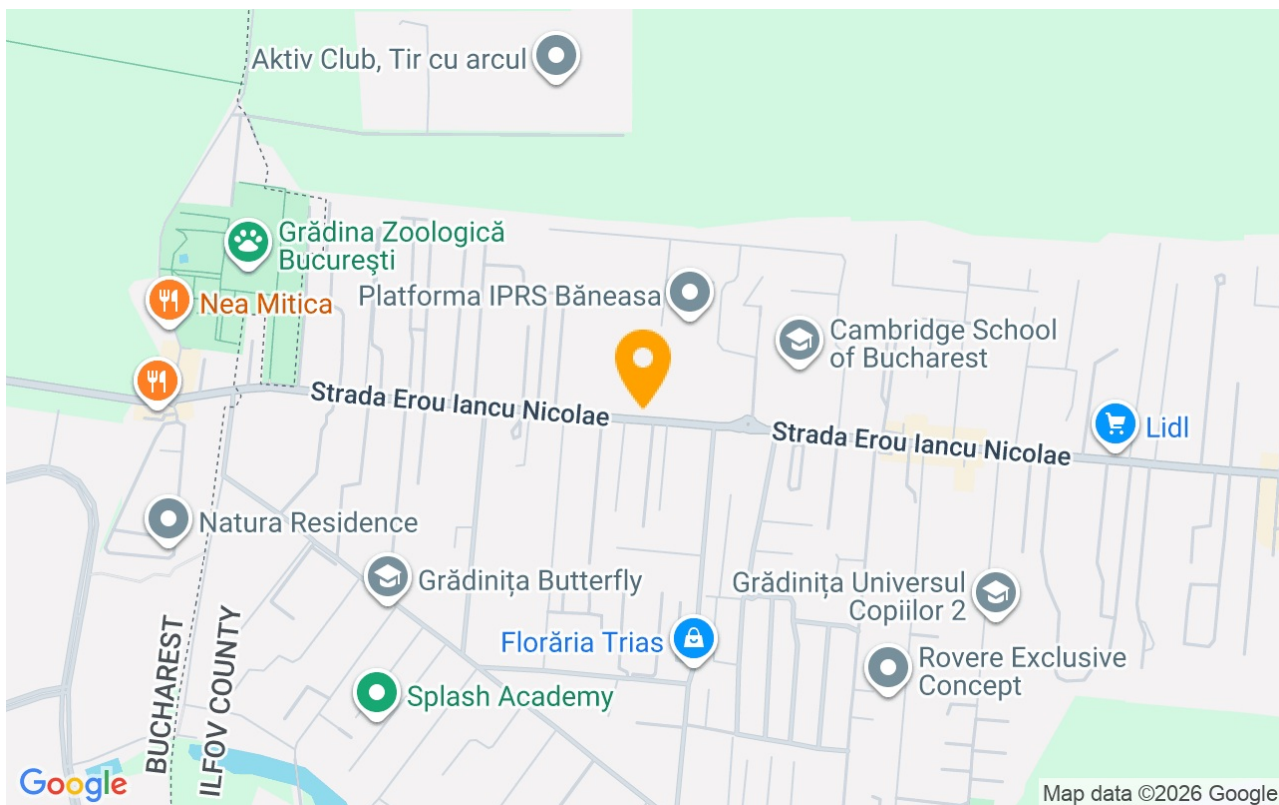 Aktiv Club, Tir cu arcul
Grădina Zoologică
București
Nea Mitica
Platforma IPRS Băneasa
Cambridge School
of Bucharest
Strada Erou Iancu Nicolae
Strada Erou Iancu Nicolae
Lidl
Natura Residence
Grădinița Butterfly
Grădinița Universul
Copiilor 2
Florăria Trias
Rovere Exclusive
Concept
Splash Academy
BUCHAREST
ILFOV COUNTY
Google
Map data ©2026 Google